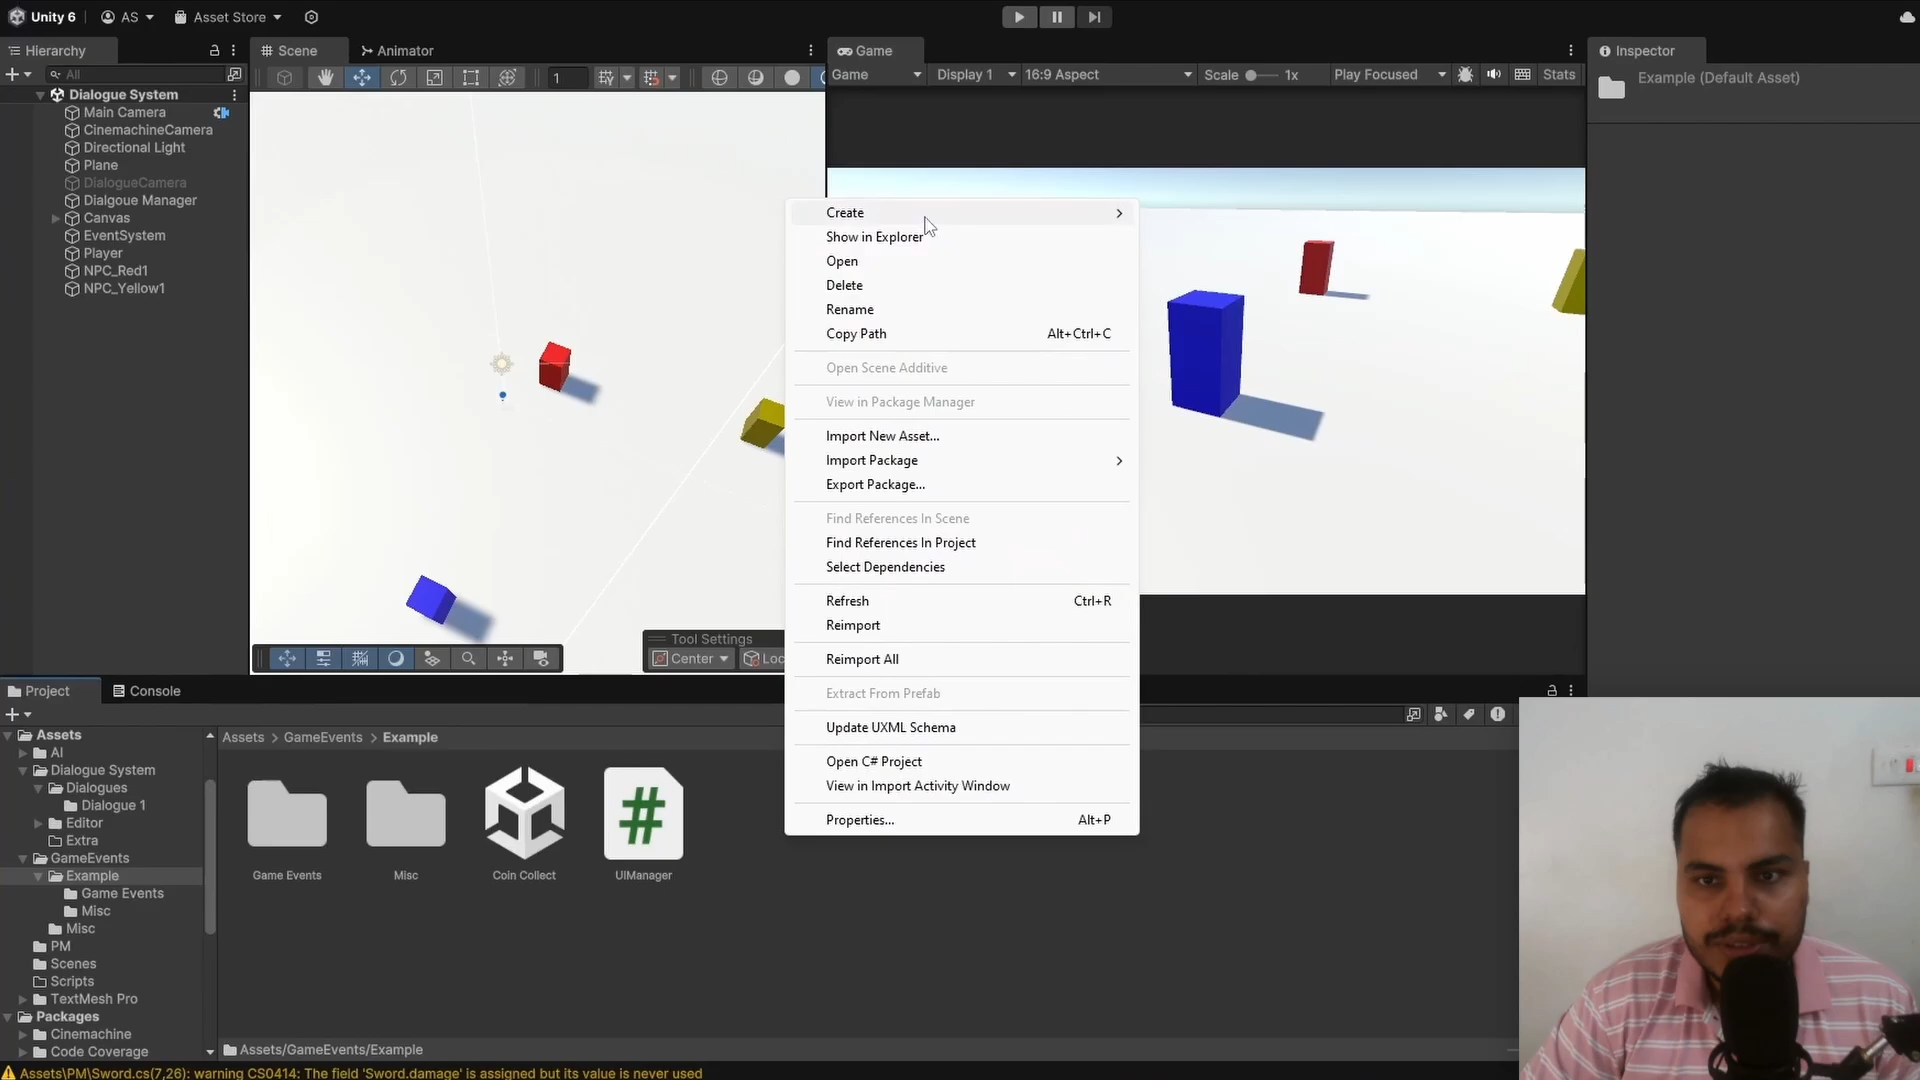 Unity 6
AS
Asset Store
Hierarchy
All
Dialogue System
Main Camera
CinemachineCamera
Directional Light
Plane
DialogueCamera
Dialgoue Manager
Canvas
EventSystem
Player
NPC_Red1
NPC_Yellow1
Scene
Animator
1
Tool Settings
Center
Loc
Game
Game
Display 1
16:9 Aspect
Scale
1x
Play Focused
Stats
Inspector
Example (Default Asset)
Create
Show in Explorer
Open
Delete
Rename
Copy Path Alt+Ctrl+C
Open Scene Additive
View in Package Manager
Import New Asset...
Import Package
Export Package...
Find References In Scene
Find References In Project
Select Dependencies
Refresh Ctrl+R
Reimport
Reimport All
Extract From Prefab
Update UXML Schema
Open C# Project
View in Import Activity Window
Properties... Alt+P
Project
Console
Assets
AI
Dialogue System
Dialogues
Dialogue 1
Editor
Extra
GameEvents
Example
Game Events
Misc
Misc
PM
Scenes
Scripts
TextMesh Pro
Packages
Cinemachine
Code Coverage
Assets > GameEvents > Example
Game Events
Misc
Coin Collect
#
UIManager
Assets/GameEvents/Example
Assets\PM\Sword.cs(7,26): warning CS0414: The field 'Sword.damage' is assigned but its value is never used